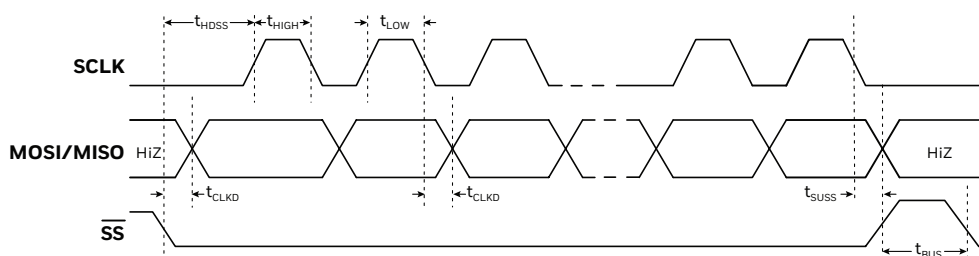 tHDSS tHIGH tLOW
SCLK
MOSI/MISO HiZ HiZ
tCLKD tCLKD tSUSS
SS tBUS